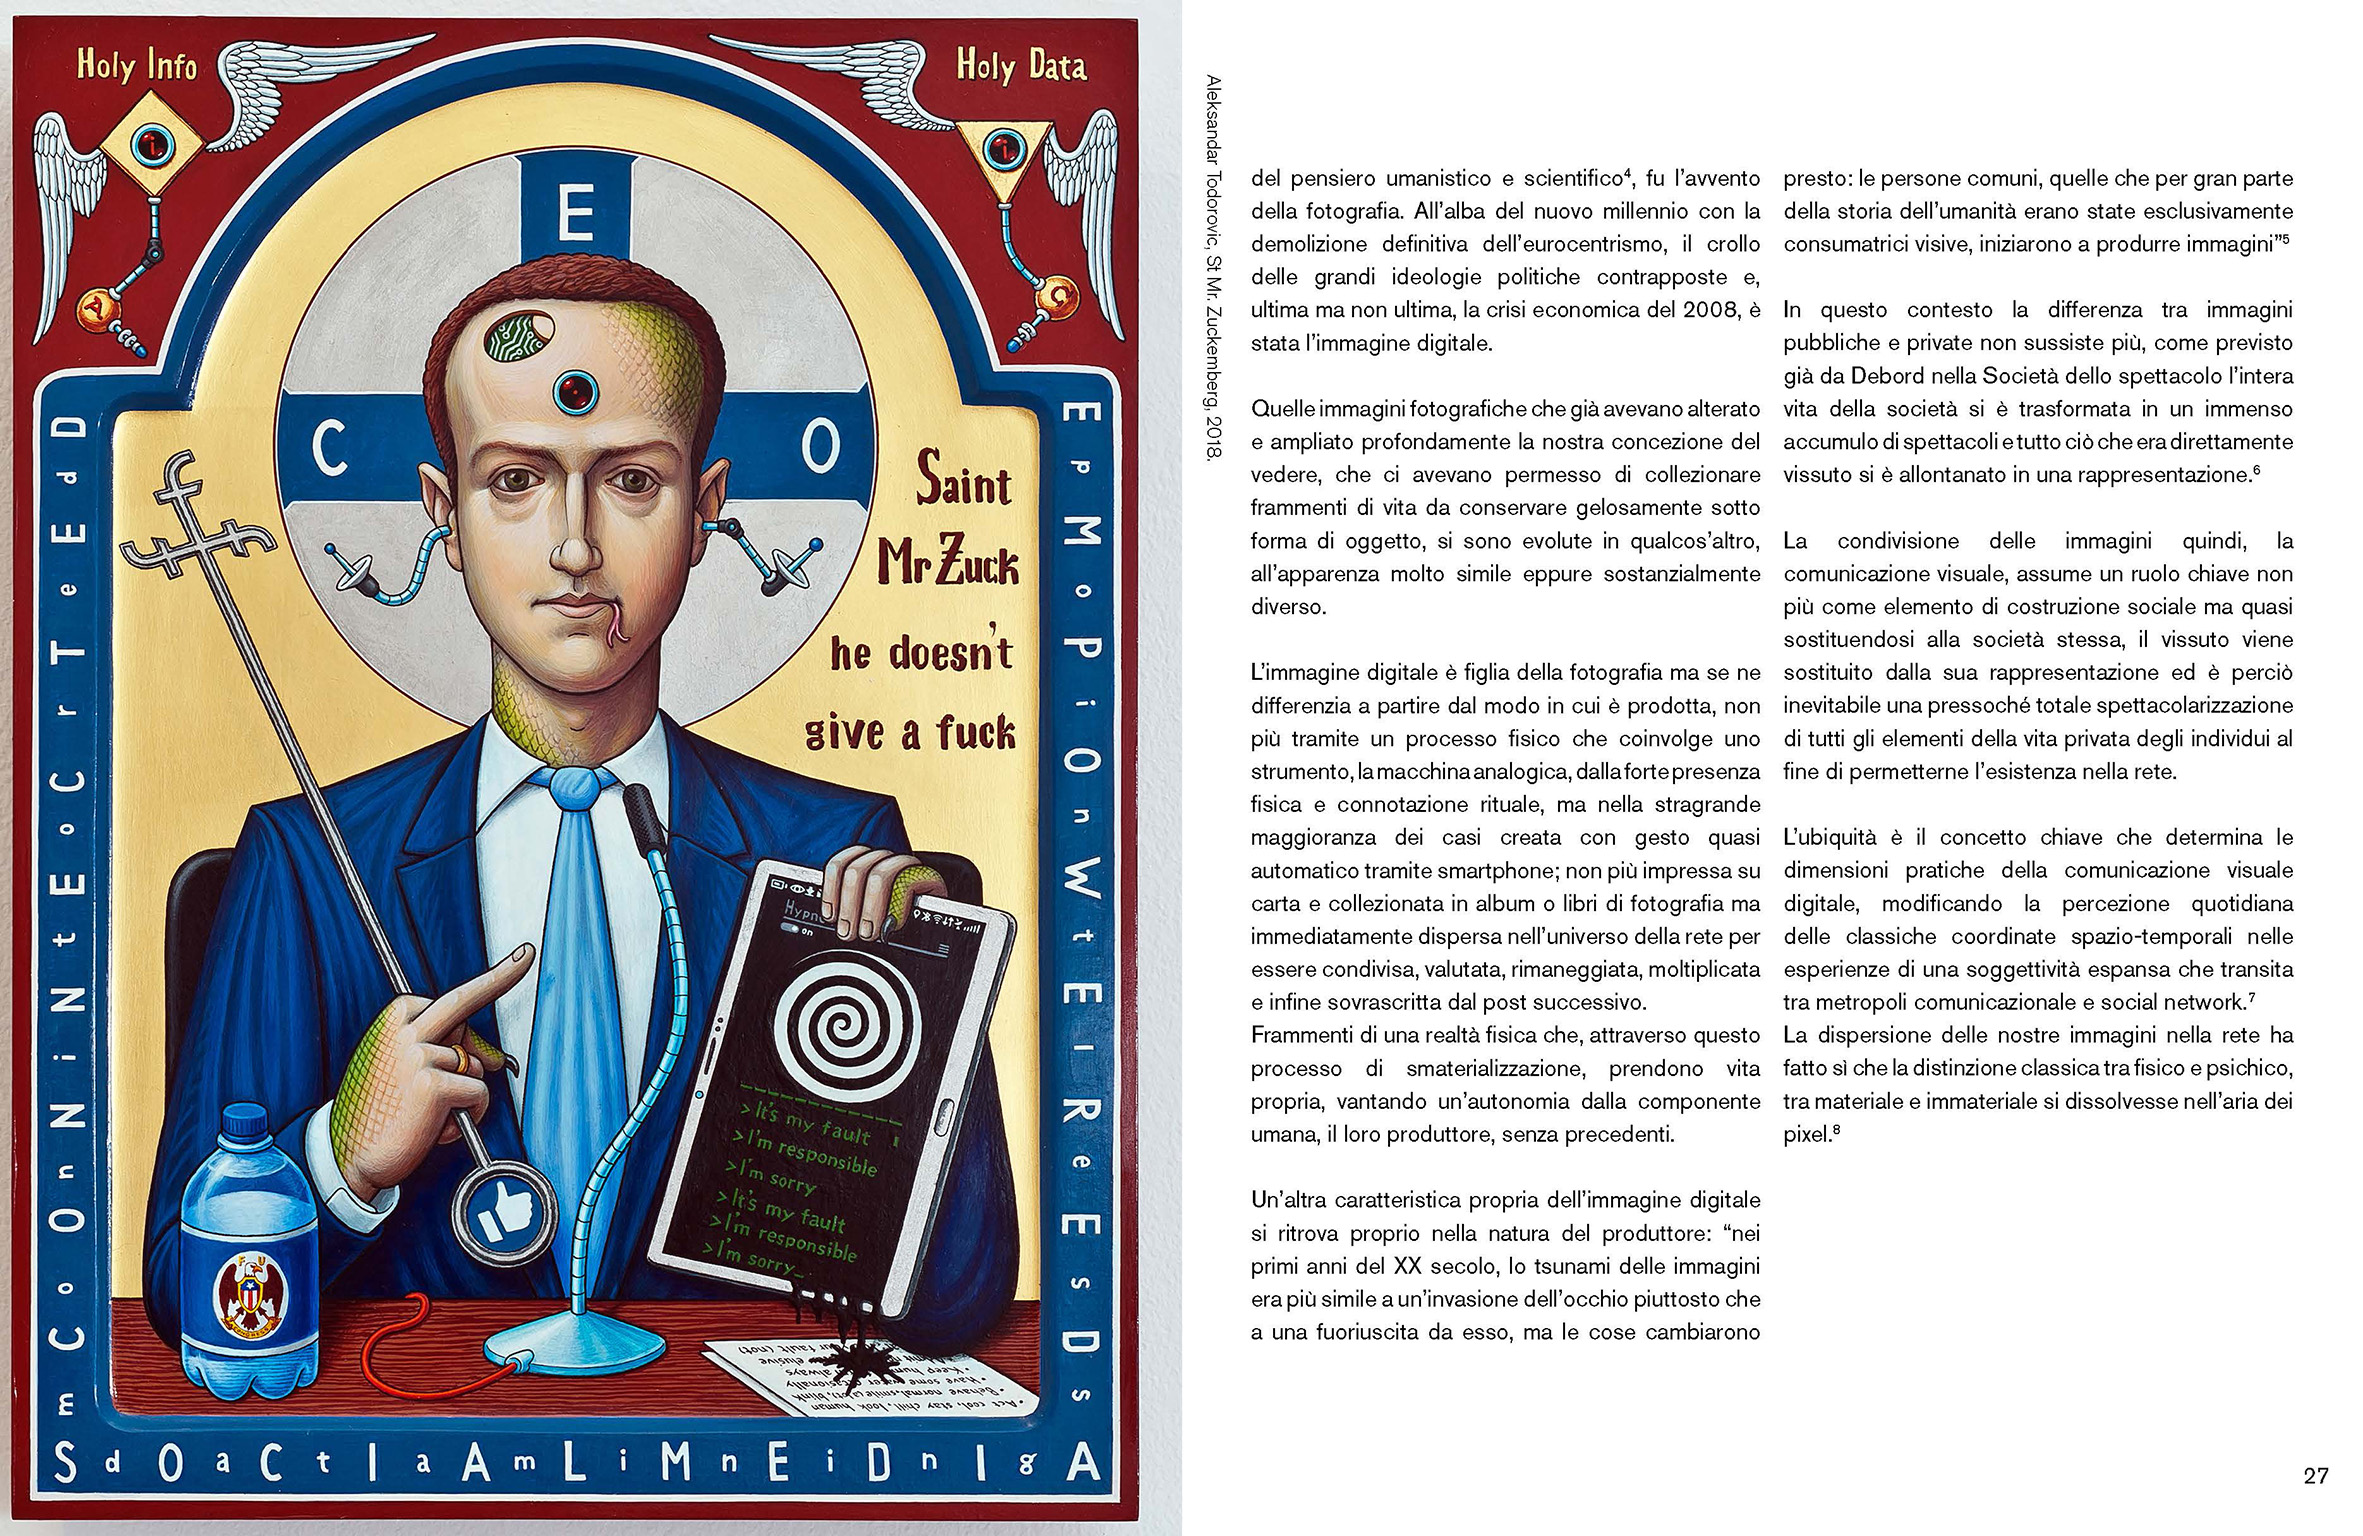 Holy Info
Holy Data
i
i
A
C
E
C
O
Saint
Mr Zuck
he doesn't
give a fuck
DdEeTrCoEtNiNnOoCm
EpMoPiOnWtEIReEsDs
SdOaCtIaAmLiMnEiDnIgA
Hypn
on
>It's my fault
>I'm responsible
>I'm sorry
>It's my fault
>I'm responsible
>I'm sorry_
F U
CONGRESS
• Act cool, stay chill, look human
• Behave normal, smile (a lot), blink
• Have some water occasionally
Aleksandar Todorovic, St Mr. Zuckemberg, 2018.
del pensiero umanistico e scientifico⁴, fu l'avvento
della fotografia. All'alba del nuovo millennio con la
demolizione definitiva dell'eurocentrismo, il crollo
delle grandi ideologie politiche contrapposte e,
ultima ma non ultima, la crisi economica del 2008, è
stata l'immagine digitale.
Quelle immagini fotografiche che già avevano alterato
e ampliato profondamente la nostra concezione del
vedere, che ci avevano permesso di collezionare
frammenti di vita da conservare gelosamente sotto
forma di oggetto, si sono evolute in qualcos'altro,
all'apparenza molto simile eppure sostanzialmente
diverso.
L'immagine digitale è figlia della fotografia ma se ne
differenzia a partire dal modo in cui è prodotta, non
più tramite un processo fisico che coinvolge uno
strumento, la macchina analogica, dalla forte presenza
fisica e connotazione rituale, ma nella stragrande
maggioranza dei casi creata con gesto quasi
automatico tramite smartphone; non più impressa su
carta e collezionata in album o libri di fotografia ma
immediatamente dispersa nell'universo della rete per
essere condivisa, valutata, rimaneggiata, moltiplicata
e infine sovrascritta dal post successivo.
Frammenti di una realtà fisica che, attraverso questo
processo di smaterializzazione, prendono vita
propria, vantando un'autonomia dalla componente
umana, il loro produttore, senza precedenti.
Un'altra caratteristica propria dell'immagine digitale
si ritrova proprio nella natura del produttore: “nei
primi anni del XX secolo, lo tsunami delle immagini
era più simile a un'invasione dell'occhio piuttosto che
a una fuoriuscita da esso, ma le cose cambiarono
presto: le persone comuni, quelle che per gran parte
della storia dell'umanità erano state esclusivamente
consumatrici visive, iniziarono a produrre immagini”⁵
In questo contesto la differenza tra immagini
pubbliche e private non sussiste più, come previsto
già da Debord nella Società dello spettacolo l'intera
vita della società si è trasformata in un immenso
accumulo di spettacoli e tutto ciò che era direttamente
vissuto si è allontanato in una rappresentazione.⁶
La condivisione delle immagini quindi, la
comunicazione visuale, assume un ruolo chiave non
più come elemento di costruzione sociale ma quasi
sostituendosi alla società stessa, il vissuto viene
sostituito dalla sua rappresentazione ed è perciò
inevitabile una pressoché totale spettacolarizzazione
di tutti gli elementi della vita privata degli individui al
fine di permetterne l'esistenza nella rete.
L'ubiquità è il concetto chiave che determina le
dimensioni pratiche della comunicazione visuale
digitale, modificando la percezione quotidiana
delle classiche coordinate spazio-temporali nelle
esperienze di una soggettività espansa che transita
tra metropoli comunicazionale e social network.⁷
La dispersione delle nostre immagini nella rete ha
fatto sì che la distinzione classica tra fisico e psichico,
tra materiale e immateriale si dissolvesse nell'aria dei
pixel.⁸
27